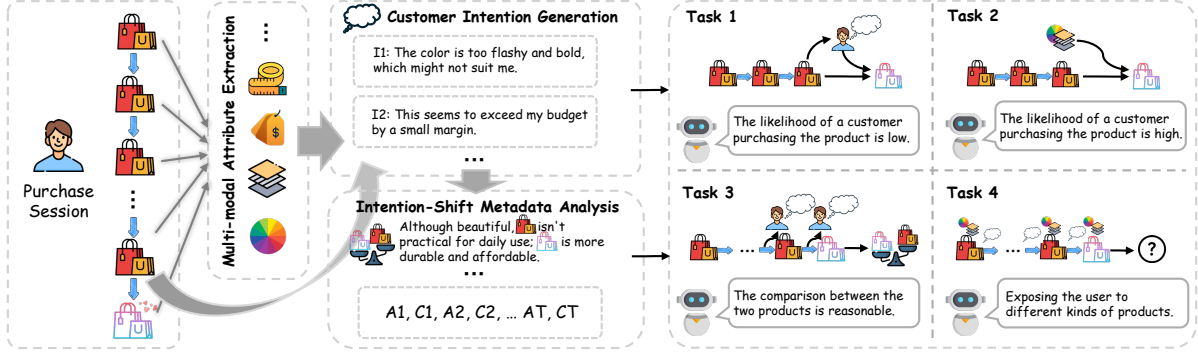 Purchase
Session
Multi-modal Attribute Extraction
Customer Intention Generation
I1: The color is too flashy and bold,
which might not suit me.
I2: This seems to exceed my budget
by a small margin.
...
Intention-Shift Metadata Analysis
Although beautiful, isn't
practical for daily use; is more
durable and affordable.
...
A1, C1, A2, C2, ... AT, CT
Task 1
The likelihood of a customer
purchasing the product is low.
Task 2
The likelihood of a customer
purchasing the product is high.
Task 3
...
The comparison between the
two products is reasonable.
Task 4
...
?
Exposing the user to
different kinds of products.